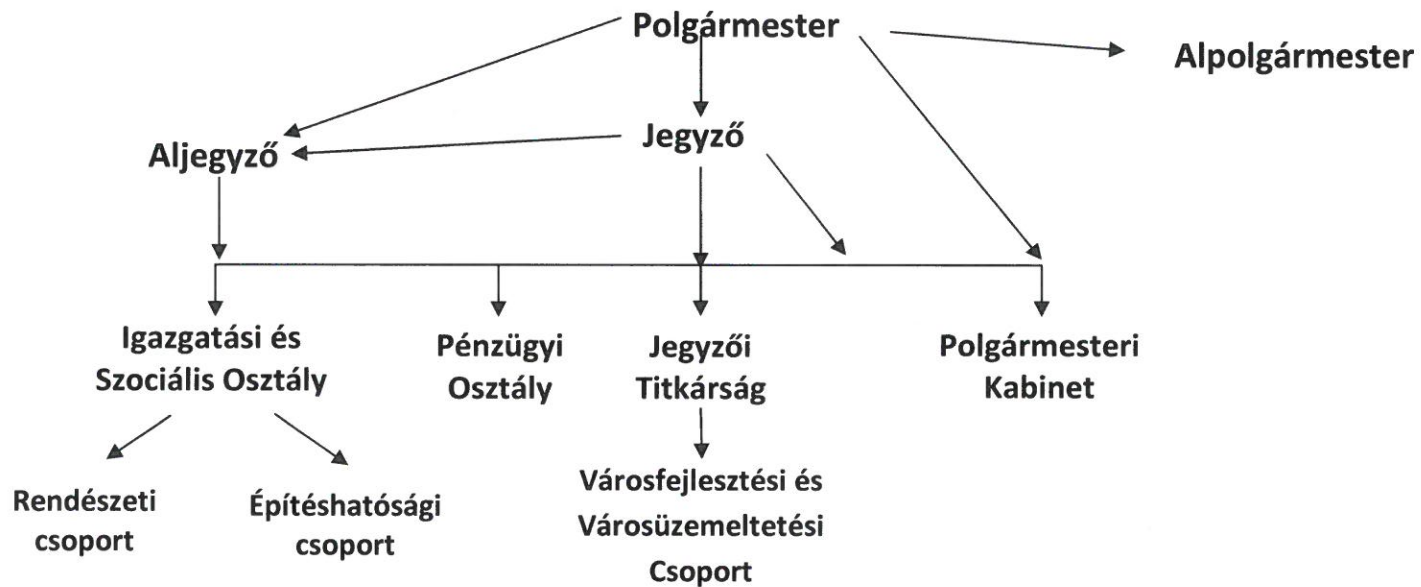 Polgármester
Alpolgármester
Jegyző
Aljegyző
Igazgatási és
Szociális Osztály
Pénzügyi
Osztály
Jegyzői
Titkárság
Polgármesteri
Kabinet
Rendészeti
csoport
Építéshatósági
csoport
Városfejlesztési és
Városüzemeltetési
Csoport